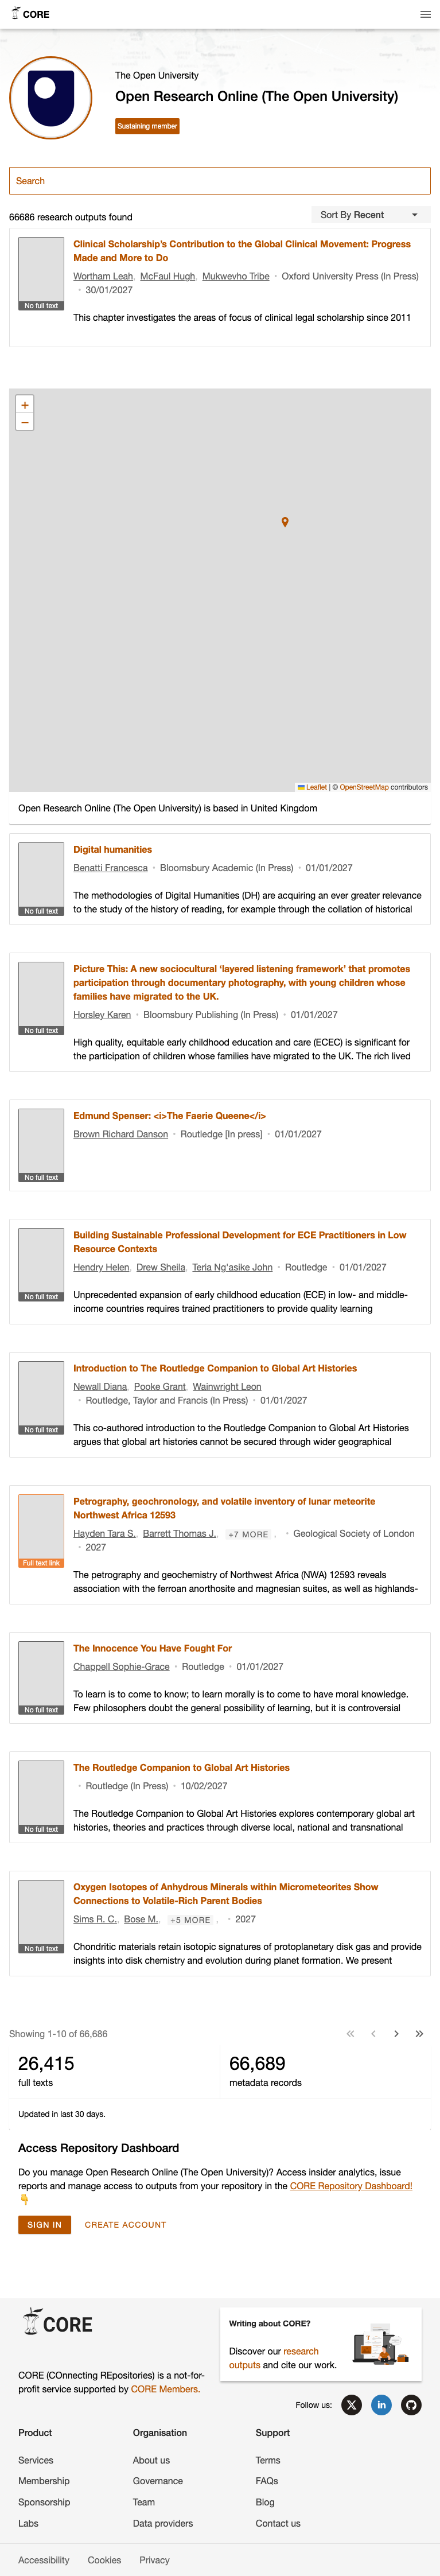 CORE
The Open University
Open Research Online (The Open University)
Sustaining member
Search
66686 research outputs found
Sort By Recent
No full text
Clinical Scholarship’s Contribution to the Global Clinical Movement: Progress
Made and More to Do
Wortham Leah, McFaul Hugh, Mukwevho Tribe • Oxford University Press (In Press)
• 30/01/2027
This chapter investigates the areas of focus of clinical legal scholarship since 2011
+
−
Leaflet | © OpenStreetMap contributors
Open Research Online (The Open University) is based in United Kingdom
No full text
Digital humanities
Benatti Francesca • Bloomsbury Academic (In Press) • 01/01/2027
The methodologies of Digital Humanities (DH) are acquiring an ever greater relevance
to the study of the history of reading, for example through the collation of historical
No full text
Picture This: A new sociocultural ‘layered listening framework’ that promotes
participation through documentary photography, with young children whose
families have migrated to the UK.
Horsley Karen • Bloomsbury Publishing (In Press) • 01/01/2027
High quality, equitable early childhood education and care (ECEC) is significant for
the participation of children whose families have migrated to the UK. The rich lived
No full text
Edmund Spenser: <i>The Faerie Queene</i>
Brown Richard Danson • Routledge [In press] • 01/01/2027
No full text
Building Sustainable Professional Development for ECE Practitioners in Low
Resource Contexts
Hendry Helen, Drew Sheila, Teria Ng'asike John • Routledge • 01/01/2027
Unprecedented expansion of early childhood education (ECE) in low- and middle-
income countries requires trained practitioners to provide quality learning
No full text
Introduction to The Routledge Companion to Global Art Histories
Newall Diana, Pooke Grant, Wainwright Leon
• Routledge, Taylor and Francis (In Press) • 01/01/2027
This co-authored introduction to the Routledge Companion to Global Art Histories
argues that global art histories cannot be secured through wider geographical
Full text link
Petrography, geochronology, and volatile inventory of lunar meteorite
Northwest Africa 12593
Hayden Tara S., Barrett Thomas J., +7 MORE , • Geological Society of London
• 2027
The petrology and geochemistry of Northwest Africa (NWA) 12593 reveals
association with the ferroan anorthosite and magnesian suites, as well as highlands-
No full text
The Innocence You Have Fought For
Chappell Sophie-Grace • Routledge • 01/01/2027
To learn is to come to know; to learn morally is to come to have moral knowledge.
Few philosophers doubt the general possibility of learning, but it is controversial
No full text
The Routledge Companion to Global Art Histories
• Routledge (In Press) • 10/02/2027
The Routledge Companion to Global Art Histories explores contemporary global art
histories, theories and practices through diverse local, national and transnational
No full text
Oxygen Isotopes of Anhydrous Minerals within Micrometeorites Show
Connections to Volatile-Rich Parent Bodies
Sims R. C., Bose M., +5 MORE , • 2027
Chondritic materials retain isotopic signatures of protoplanetary disk gas and provide
insights into disk chemistry and evolution during planet formation. We present
Showing 1-10 of 66,686
26,415
full texts
66,689
metadata records
Updated in last 30 days.
Access Repository Dashboard
Do you manage Open Research Online (The Open University)? Access insider analytics, issue
reports and manage access to outputs from your repository in the CORE Repository Dashboard!
👇
SIGN IN
CREATE ACCOUNT
CORE
CORE (COnnecting REpositories) is a not-for-
profit service supported by CORE Members.
Writing about CORE?
Discover our research
outputs and cite our work.
Follow us:
Product
Services
Membership
Sponsorship
Labs
Organisation
About us
Governance
Team
Data providers
Support
Terms
FAQs
Blog
Contact us
Accessibility
Cookies
Privacy